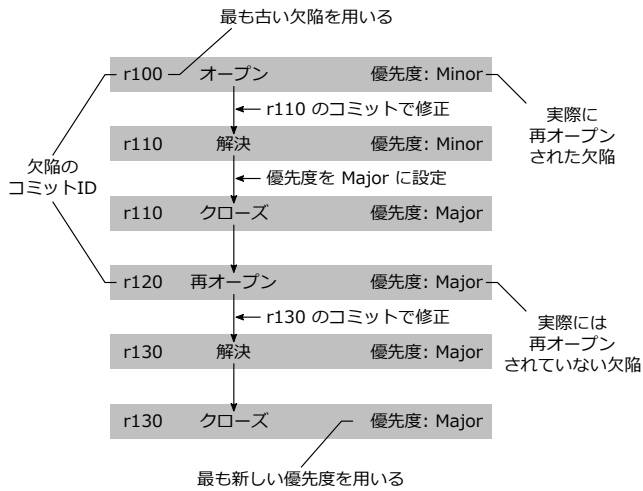 最も古い欠陥を用いる
r100 オープン 優先度: Minor
r110 のコミットで修正
実際に
再オープン
された欠陥
r110 解決 優先度: Minor
欠陥の
コミットID
優先度を Major に設定
r110 クローズ 優先度: Major
r120 再オープン 優先度: Major
r130 のコミットで修正
実際には
再オープン
されていない欠陥
r130 解決 優先度: Major
r130 クローズ 優先度: Major
最も新しい優先度を用いる